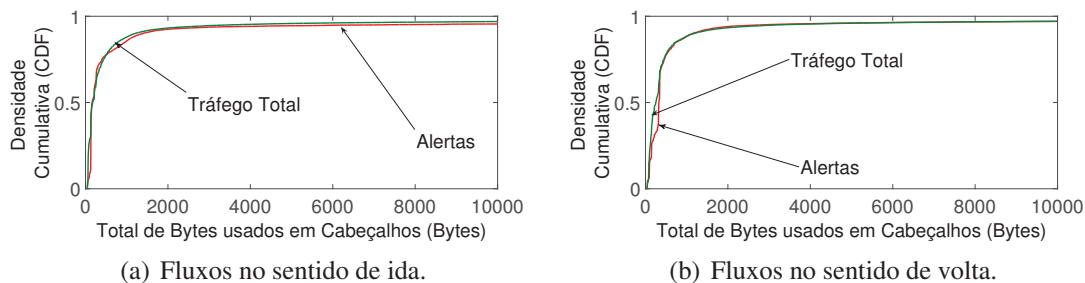 Densidade
Cumulativa (CDF)
1
0.5
0
Tráfego Total
Alertas
0 2000 4000 6000 8000 10000
Total de Bytes usados em Cabeçalhos (Bytes)
(a) Fluxos no sentido de ida.
Densidade
Cumulativa (CDF)
1
0.5
0
Tráfego Total
Alertas
0 2000 4000 6000 8000 10000
Total de Bytes usados em Cabeçalhos (Bytes)
(b) Fluxos no sentido de volta.